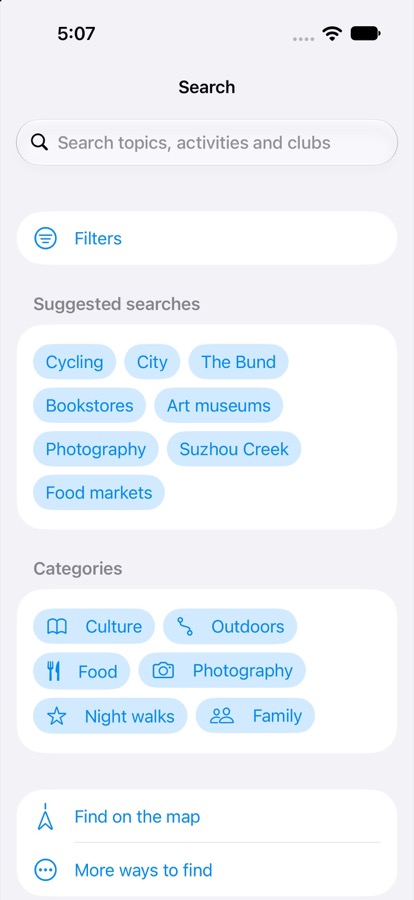 5:07
Search
Search topics, activities and clubs
Filters
Suggested searches
Cycling City The Bund
Bookstores Art museums
Photography Suzhou Creek
Food markets
Categories
Culture Outdoors
Food Photography
Night walks Family
Find on the map
More ways to find